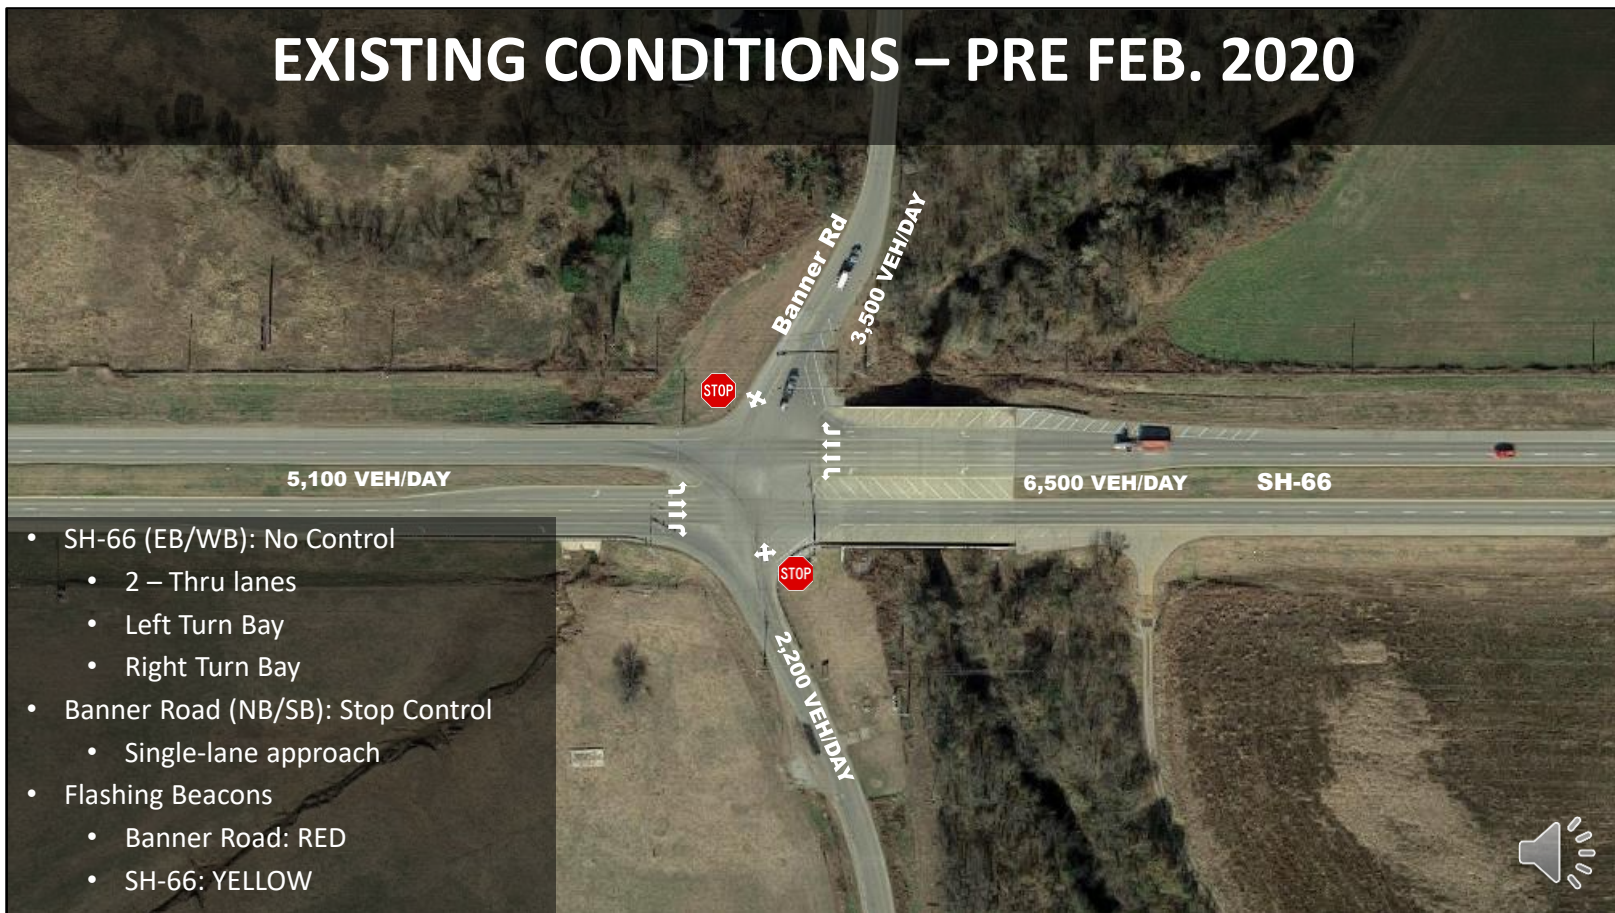 EXISTING CONDITIONS – PRE FEB. 2020
Banner Rd
3,500 VEH/DAY
STOP
5,100 VEH/DAY
6,500 VEH/DAY
SH-66
STOP
2,200 VEH/DAY
• SH-66 (EB/WB): No Control
• 2 – Thru lanes
• Left Turn Bay
• Right Turn Bay
• Banner Road (NB/SB): Stop Control
• Single-lane approach
• Flashing Beacons
• Banner Road: RED
• SH-66: YELLOW